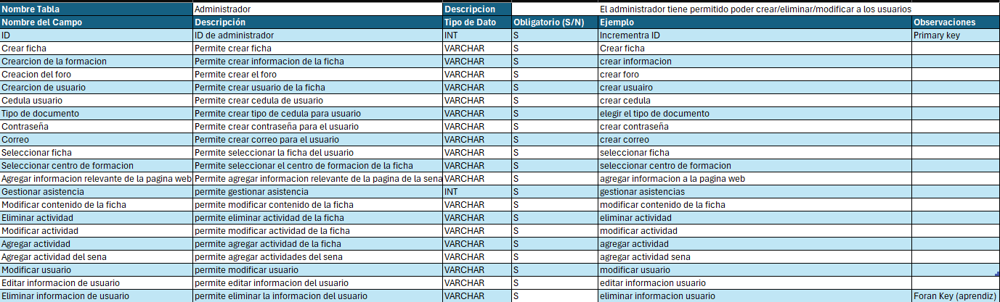 Nombre Tabla Administrador Descripcion El administrador tiene permitido poder crear/eliminar/modificar a los usuarios
Nombre del Campo Descripción Tipo de Dato Obligatorio (S/N) Ejemplo Observaciones
ID ID de administrador INT S Incrementra ID Primary key
Crear ficha Permite crear ficha VARCHAR S Crear ficha
Crearcion de la formacion Permite crear informacion de la ficha VARCHAR S crear informacion
Creacion del foro Permite crear el foro VARCHAR S crear foro
Crearcion de usuario Permite crear usuario de la ficha VARCHAR S crear usuairo
Cedula usuario Permite crear cedula de usuario VARCHAR S crear cedula
Tipo de documento Permite crear tipo de cedula para usuario VARCHAR S elegir el tipo de documento
Contraseña Permite crear contraseña para el usuario VARCHAR S crear contraseña
Correo Permite crear correo para el usuario VARCHAR S crear correo
Seleccionar ficha Permite seleccionar la ficha del usuario VARCHAR S seleccionar ficha
Seleccionar centro de formacion Permite seleccionar el centro de formacion de la ficha VARCHAR S seleccionar centro de formacion
Agregar informacion relevante de la pagina web Permite agregar informacion relevante de la pagina de la sena VARCHAR S agregar informacion a la pagina web
Gestionar asistencia permite gestionar asistencia INT S gestionar asistencias
Modificar contenido de la ficha permite modificar contenido de la ficha VARCHAR S modificar contenido de la ficha
Eliminar actividad permite eliminar actividad de la ficha VARCHAR S eliminar actividad
Modificar actividad permite modificar actividad de la ficha VARCHAR S modificar actividad
Agregar actividad permite agregar actividad de la ficha VARCHAR S agregar actividad
Agregar actividad del sena permite agregar actividades del sena VARCHAR S agregar actividad sena
Modificar usuario permite modificar usuario VARCHAR S modificar usuario
Editar informacion de usuario permite editar informacion del usuario VARCHAR S editar informacion usuario
Eliminar informacion de usuario permite eliminar la informacion del usuario VARCHAR S eliminar informacion usuario Foran Key (aprendiz)